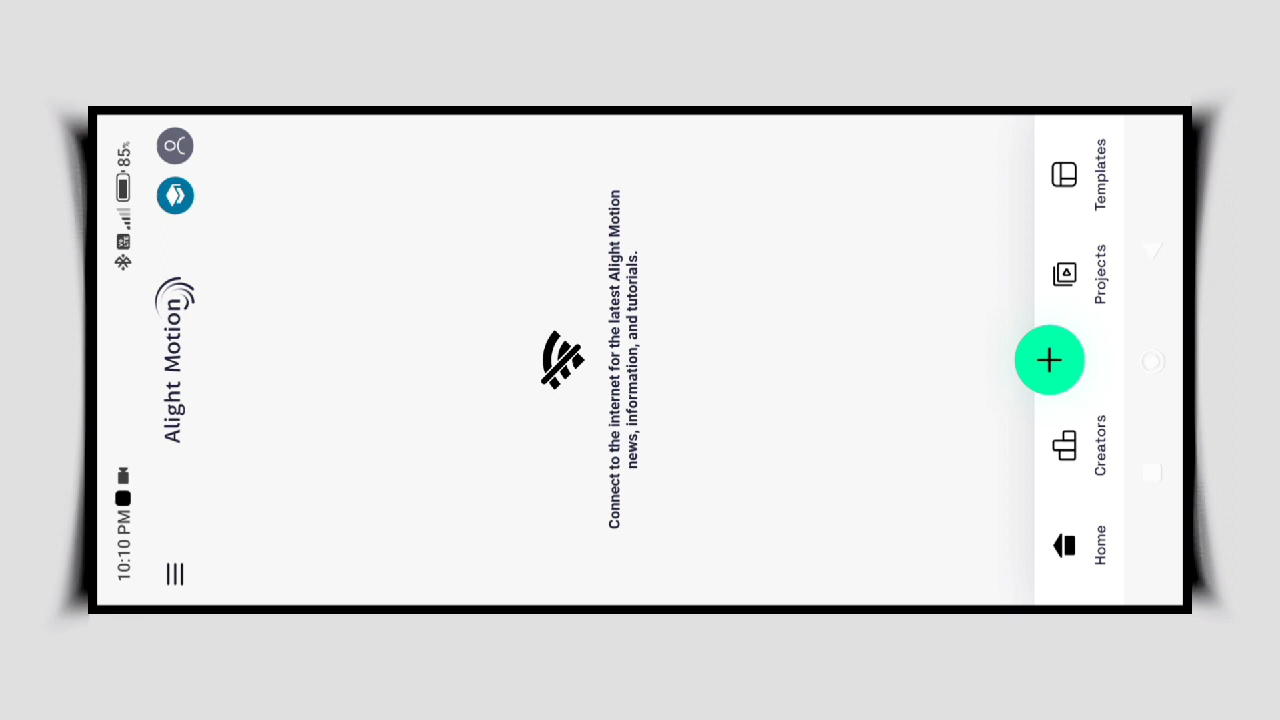 10:10 PM
85%
Alight Motion
Connect to the internet for the latest Alight Motion
news, information, and tutorials.
Home
Creators
Projects
Templates